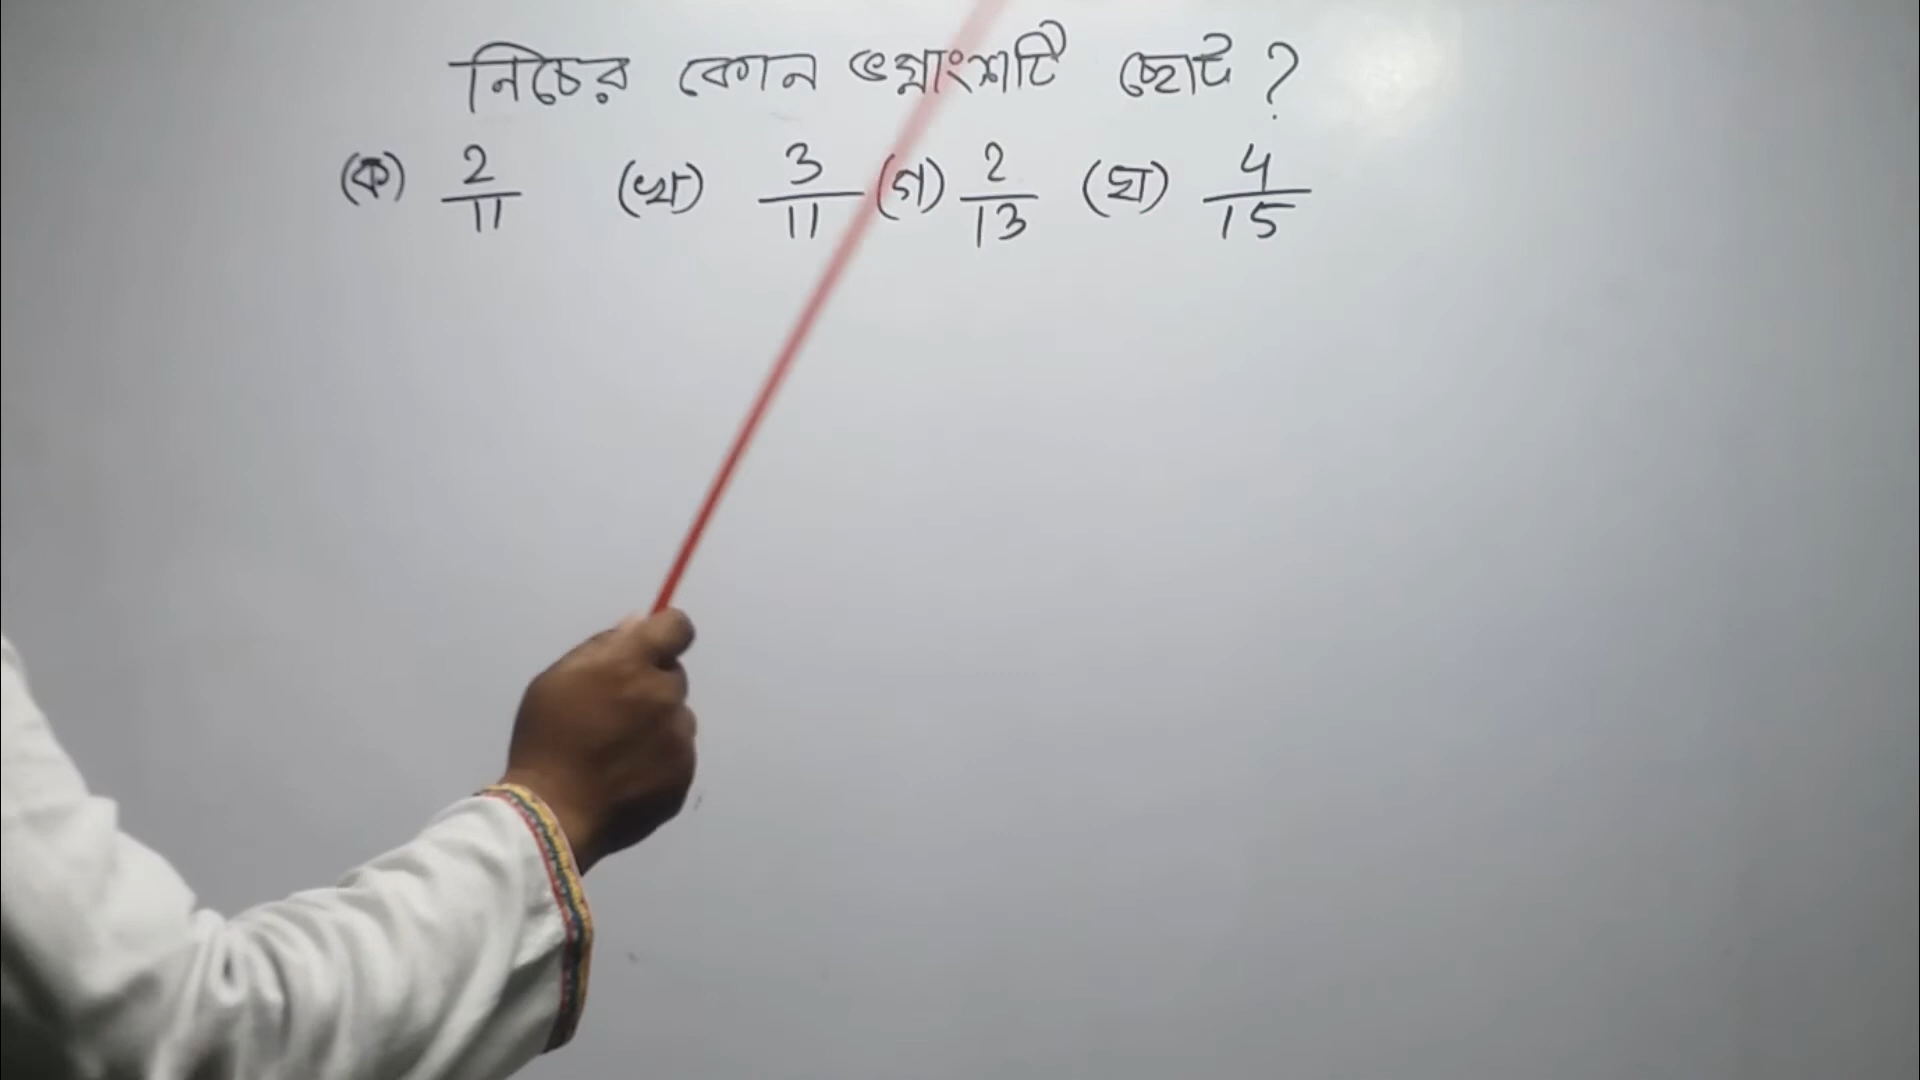 নিচের কোন ভগ্নাংশটি ছোট ?
(ক) 2/11 (খ) 3/11 (গ) 2/13 (ঘ) 4/15